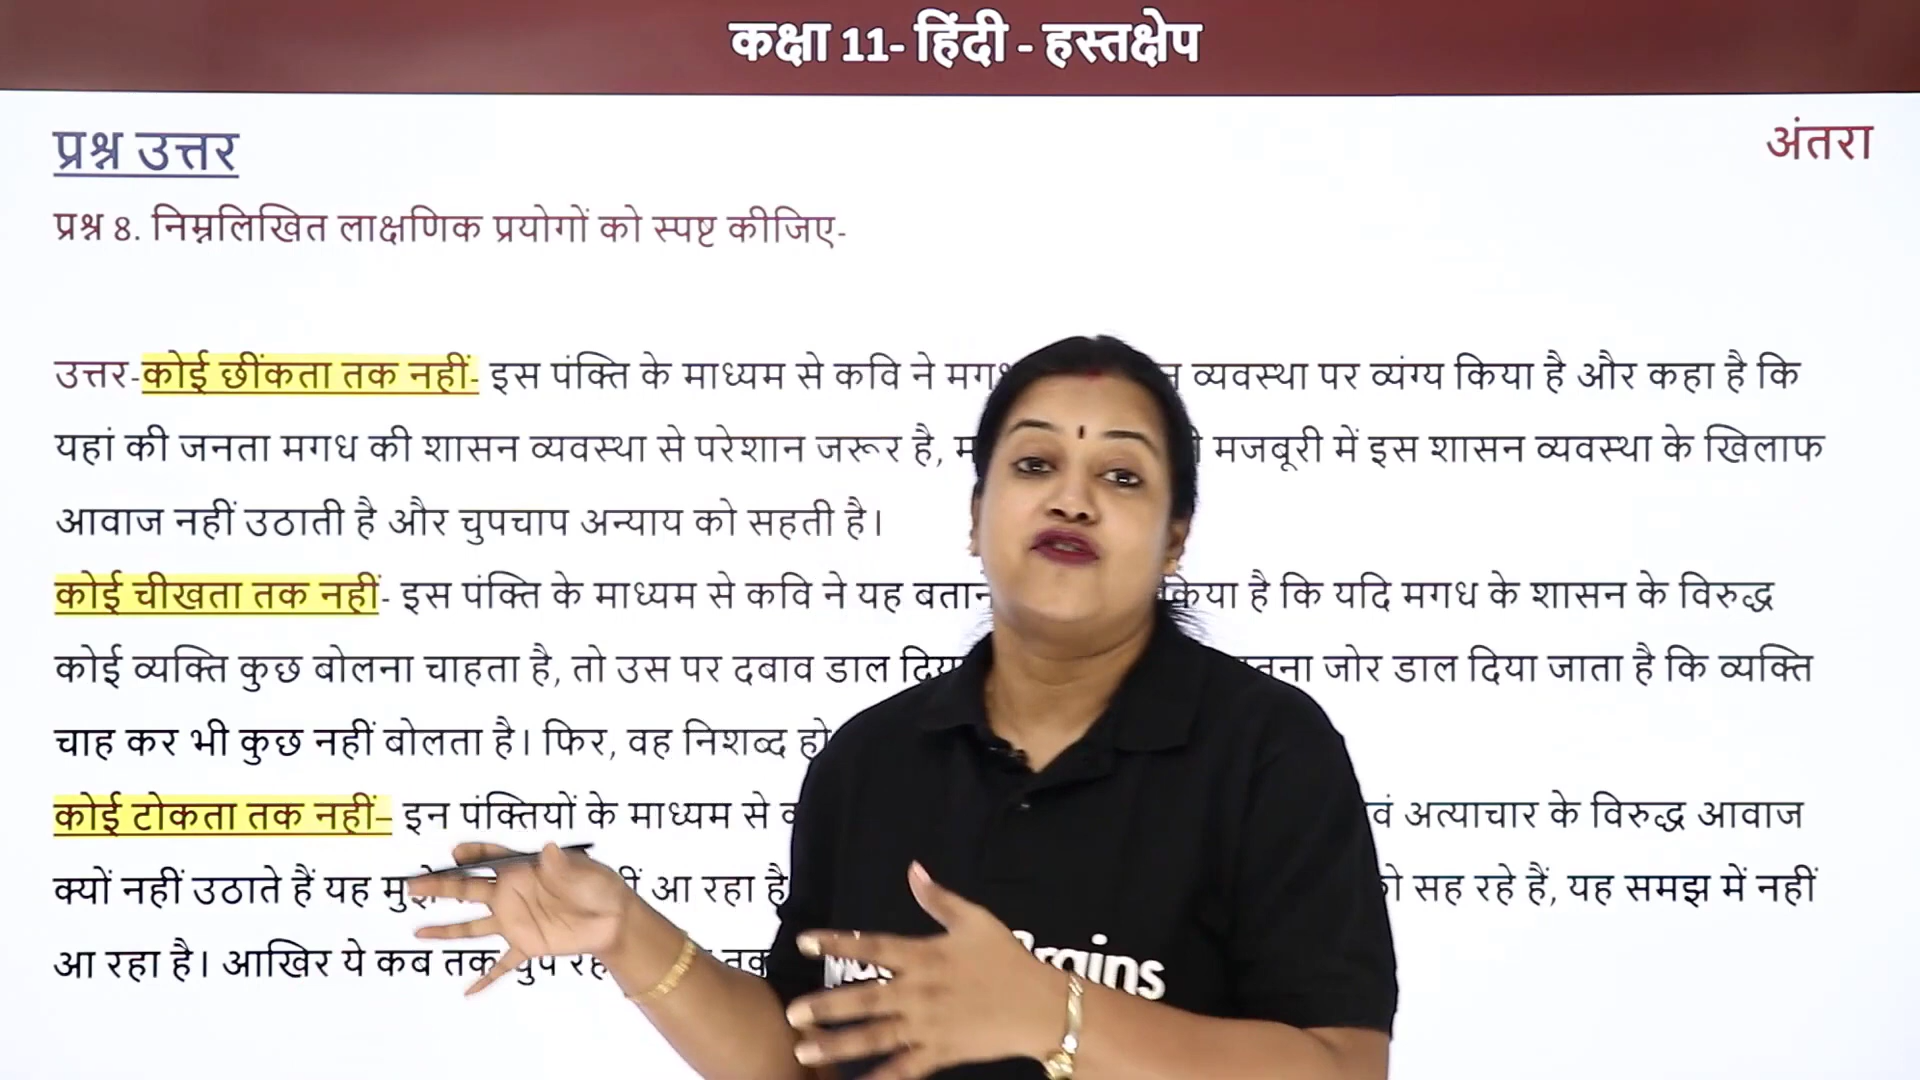 कक्षा 11- हिंदी - हस्तक्षेप
प्रश्न उत्तर
अंतरा
प्रश्न 8. निम्नलिखित लाक्षणिक प्रयोगों को स्पष्ट कीजिए-
उत्तर-कोई छींकता तक नहीं- इस पंक्ति के माध्यम से कवि ने व्यवस्था पर व्यंग्य किया है और कहा है कि
यहां की जनता मगध की शासन व्यवस्था से परेशान जरूर है, मजबूरी में इस शासन व्यवस्था के खिलाफ
आवाज नहीं उठाती है और चुपचाप अन्याय को सहती है।
कोई चीखता तक नहीं- इस पंक्ति के माध्यम से कवि ने यह किया है कि यदि मगध के शासन के विरुद्ध
कोई व्यक्ति कुछ बोलना चाहता है, तो उस पर दबाव डाल जोर डाल दिया जाता है कि व्यक्ति
चाह कर भी कुछ नहीं बोलता है। फिर, वह निशब्द हो
कोई टोकता तक नहीं– इन पंक्तियों के माध्यम से अत्याचार के विरुद्ध आवाज
क्यों नहीं उठाते हैं यह आ रहा है सह रहे हैं, यह समझ में नहीं
आ रहा है। आखिर ये कब तक
Brains